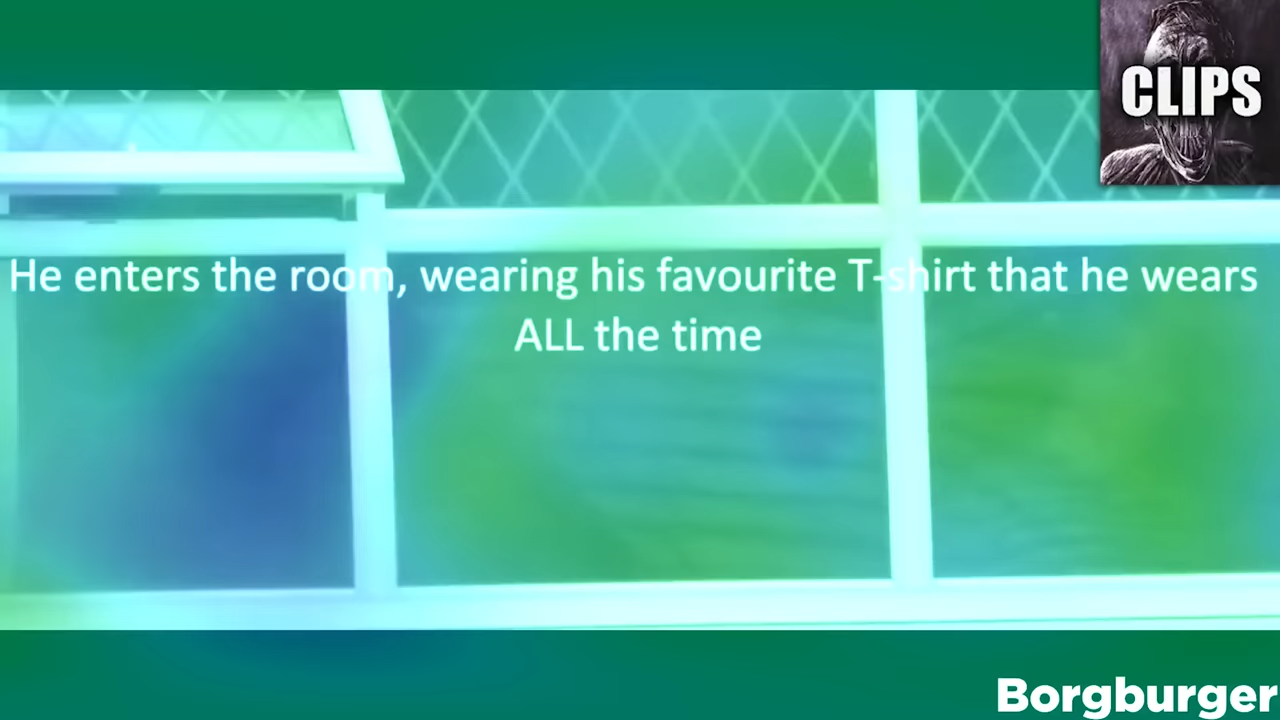 CLIPS
He enters the room, wearing his favourite T-shirt that he wears
ALL the time
Borgburger